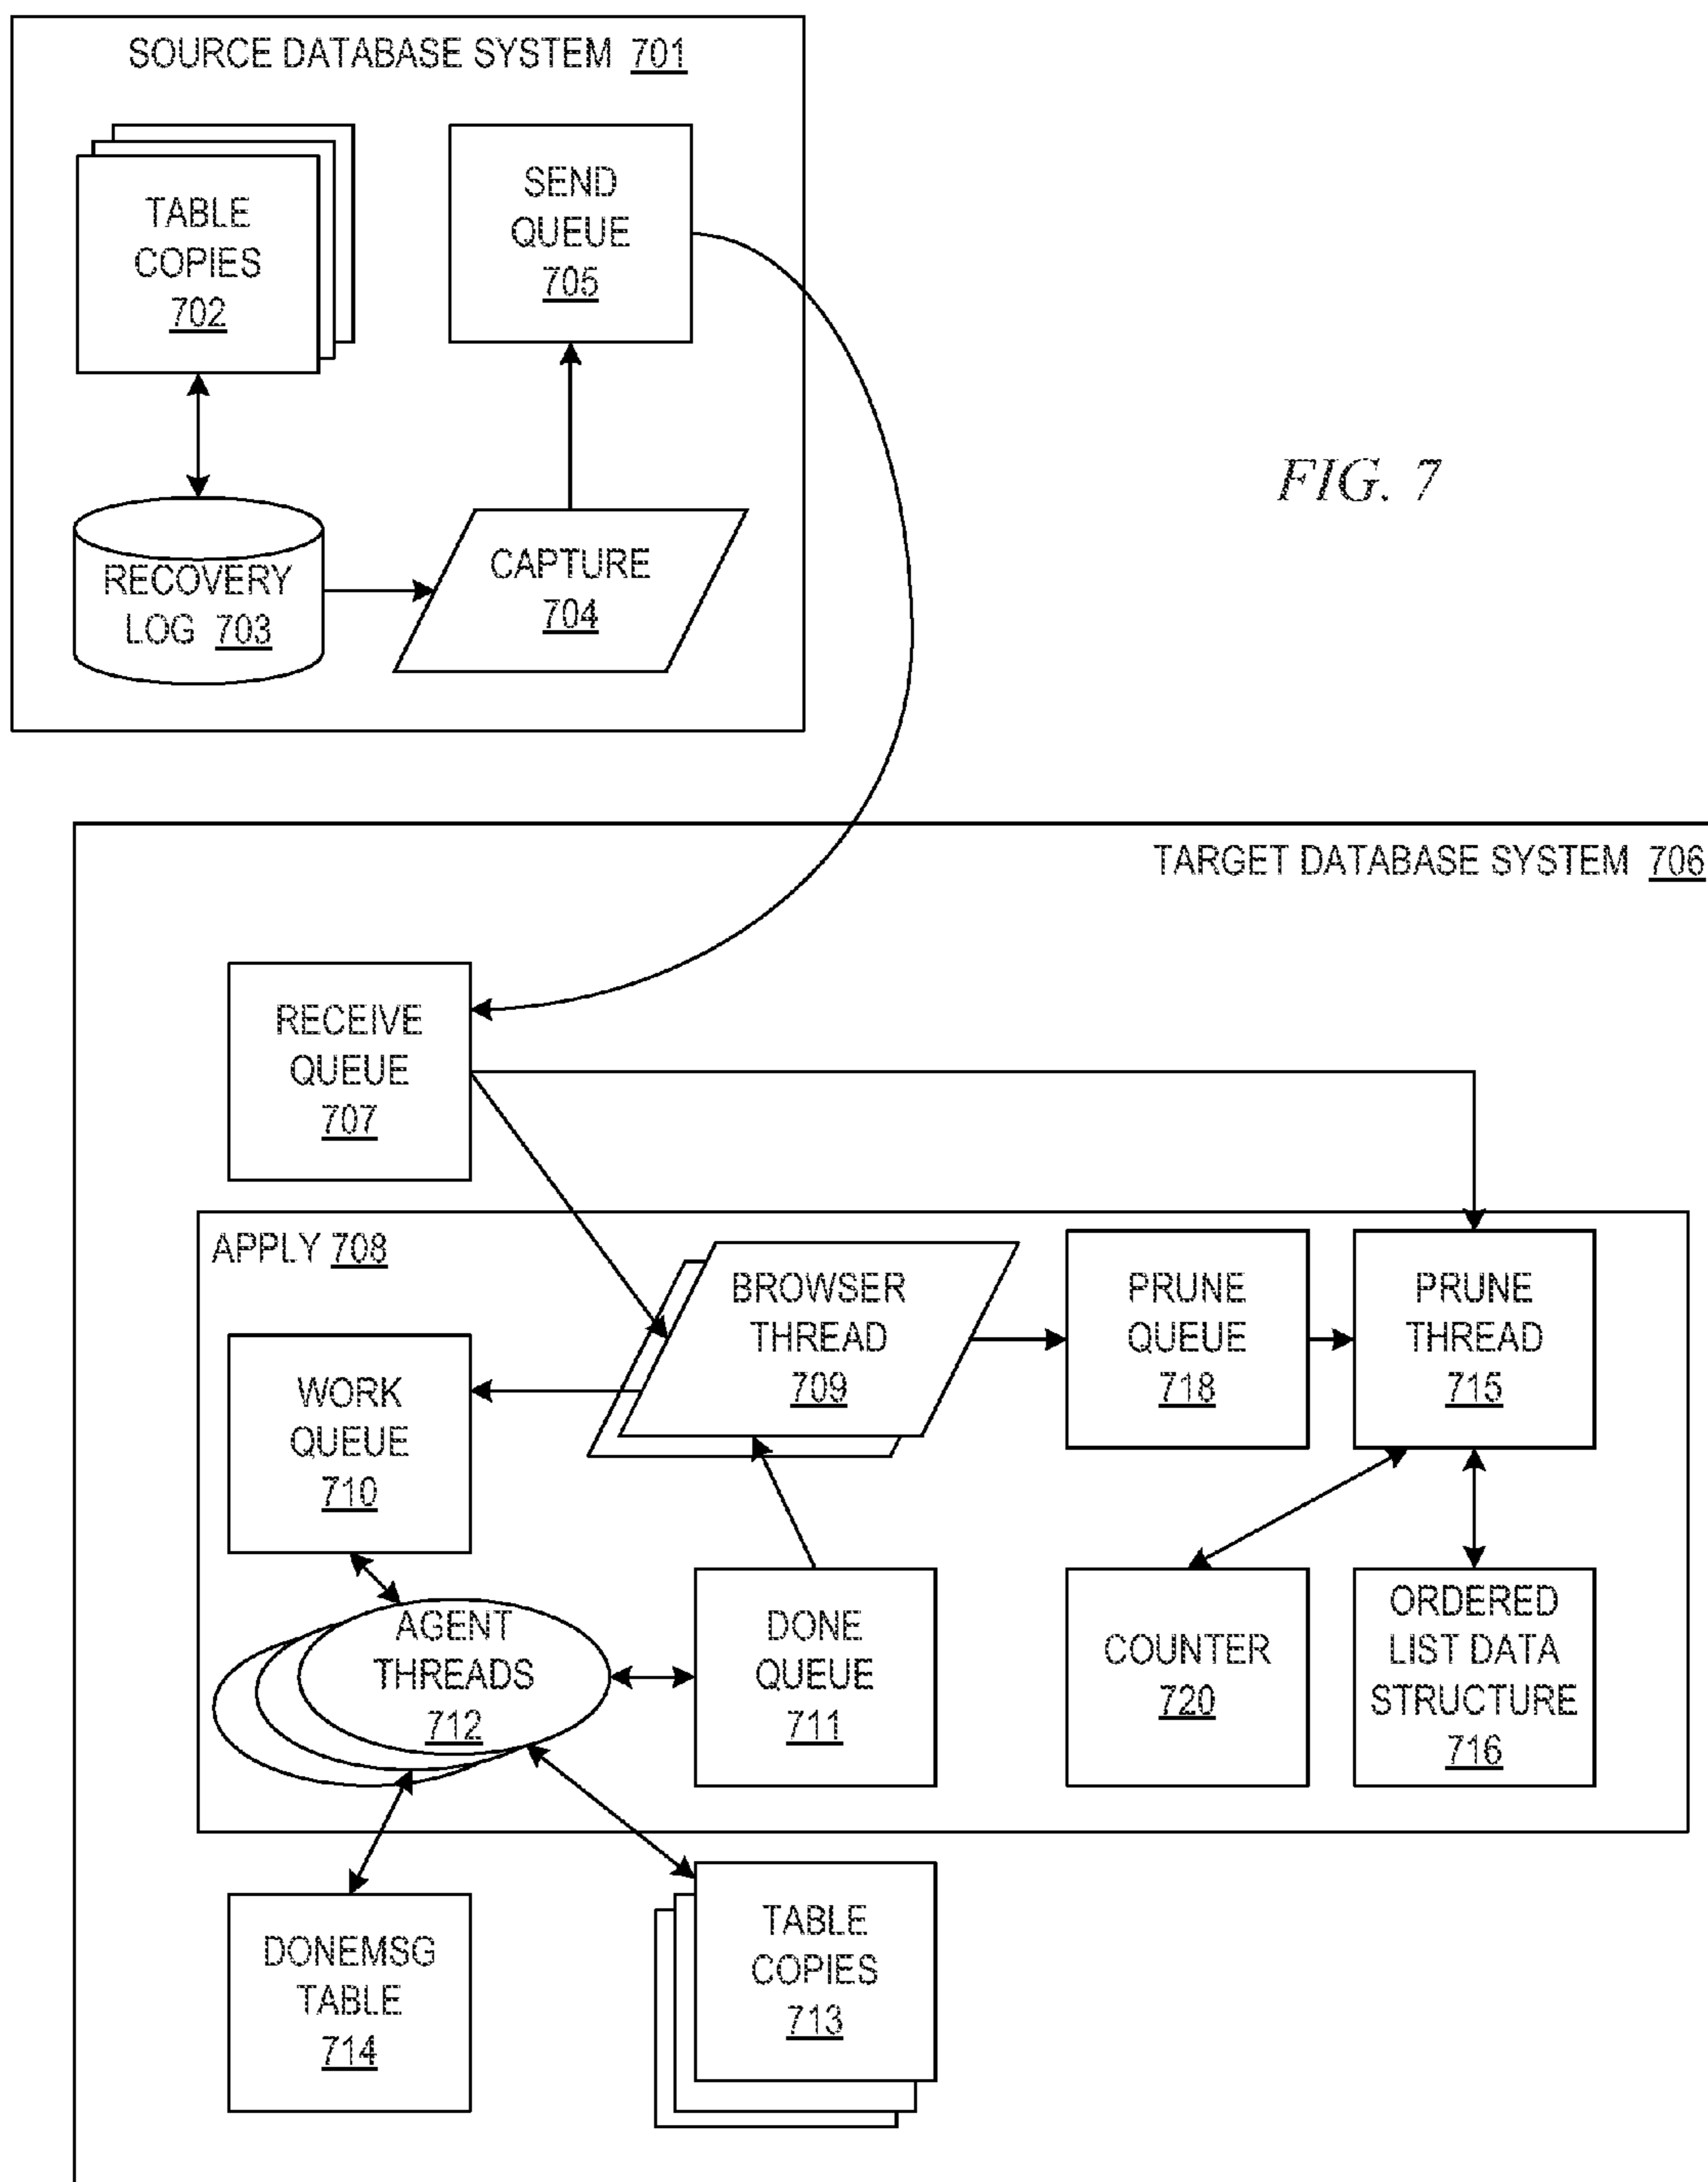 SOURCE DATABASE SYSTEM 701
TABLE
COPIES
702
SEND
QUEUE
705
RECOVERY
LOG 703
CAPTURE
704
FIG. 7
TARGET DATABASE SYSTEM 706
RECEIVE
QUEUE
707
APPLY 708
BROWSER
THREAD
709
PRUNE
QUEUE
718
PRUNE
THREAD
715
WORK
QUEUE
710
AGENT
THREADS
712
DONE
QUEUE
711
COUNTER
720
ORDERED
LIST DATA
STRUCTURE
716
DONEMSG
TABLE
714
TABLE
COPIES
713